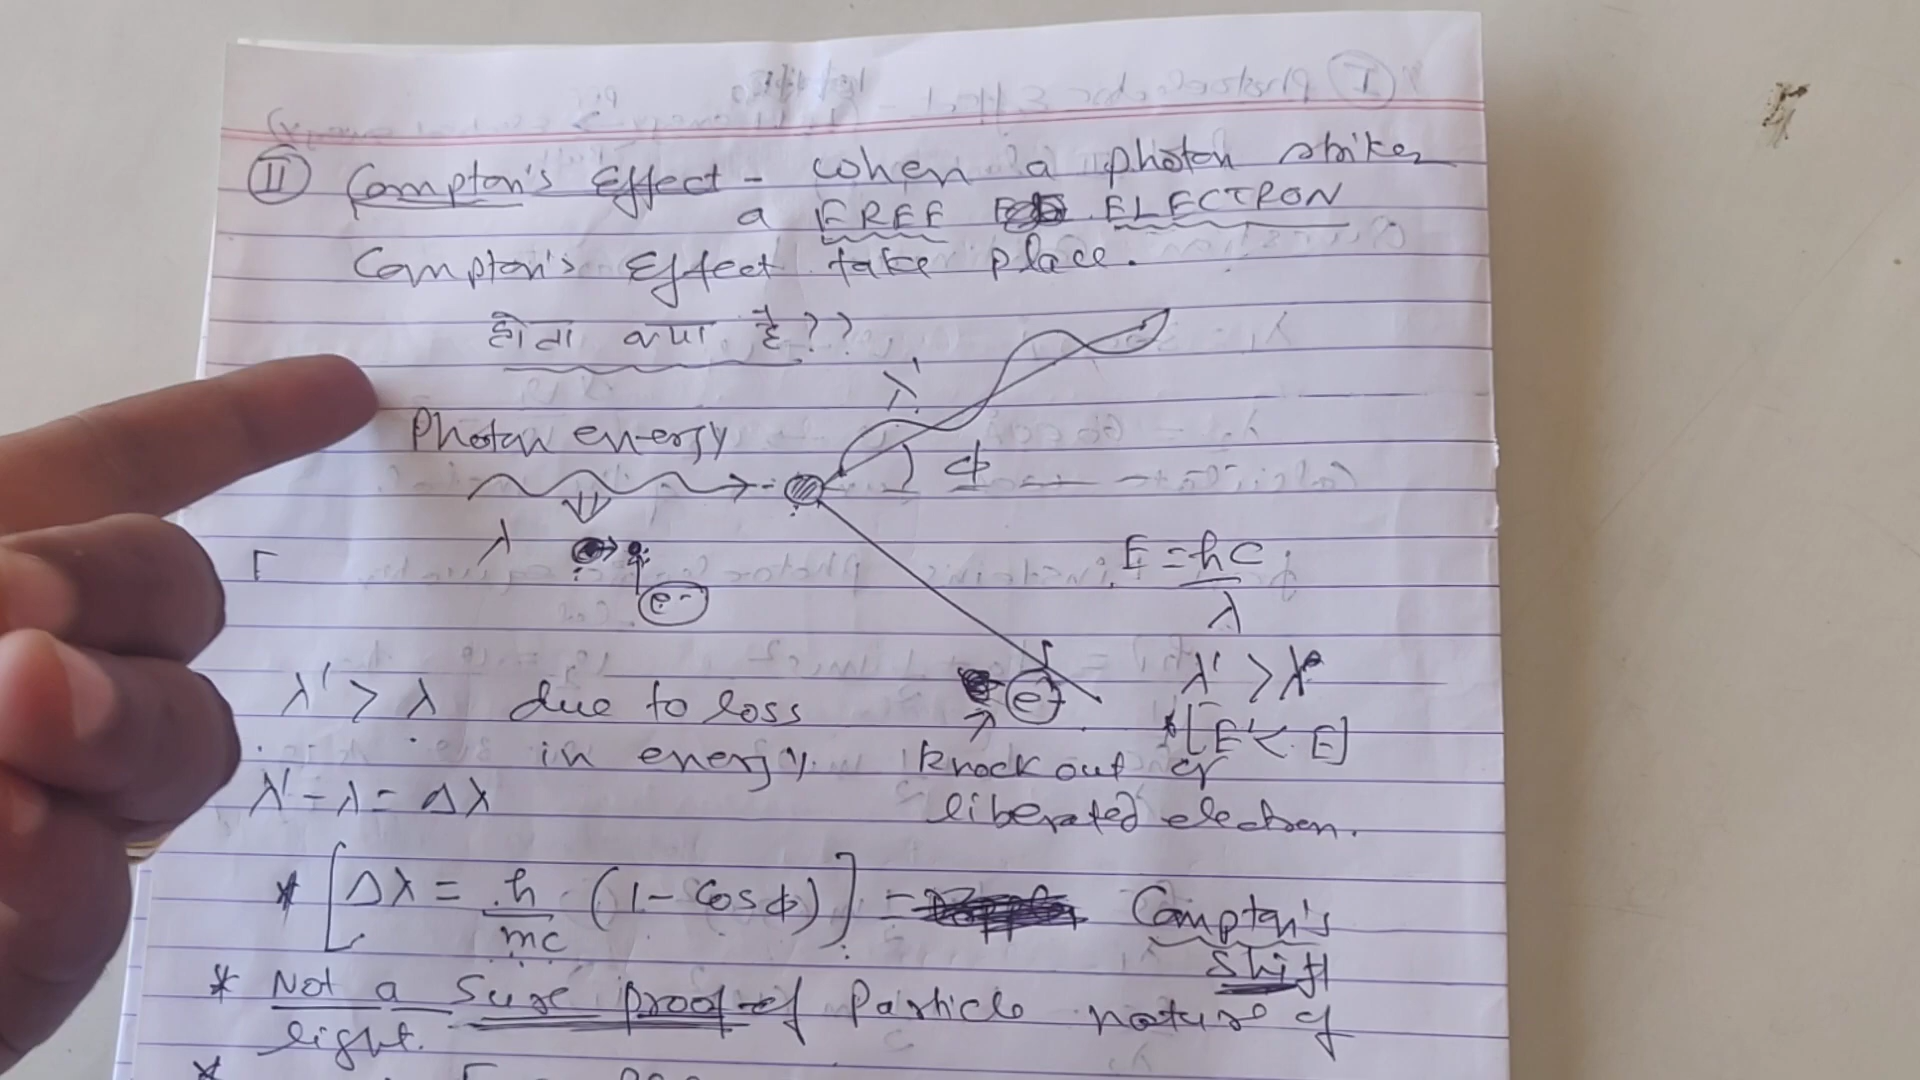 II Compton's Effect - when a photon strikes
a FREE ELECTRON
Compton's Effect take place.
होता क्या है??
λ'
Photon energy
ϕ
λ
e-
E = hc
λ
λ' > λ
λ' > λ due to loss
e-
*[E' < E]
in energy.
knock out or
λ' - λ = Δλ
liberated electron.
* [Δλ = h/mc (1 - Cosϕ)] = Compton's
Shift
* Not a Sure proof of Particle nature of
light.